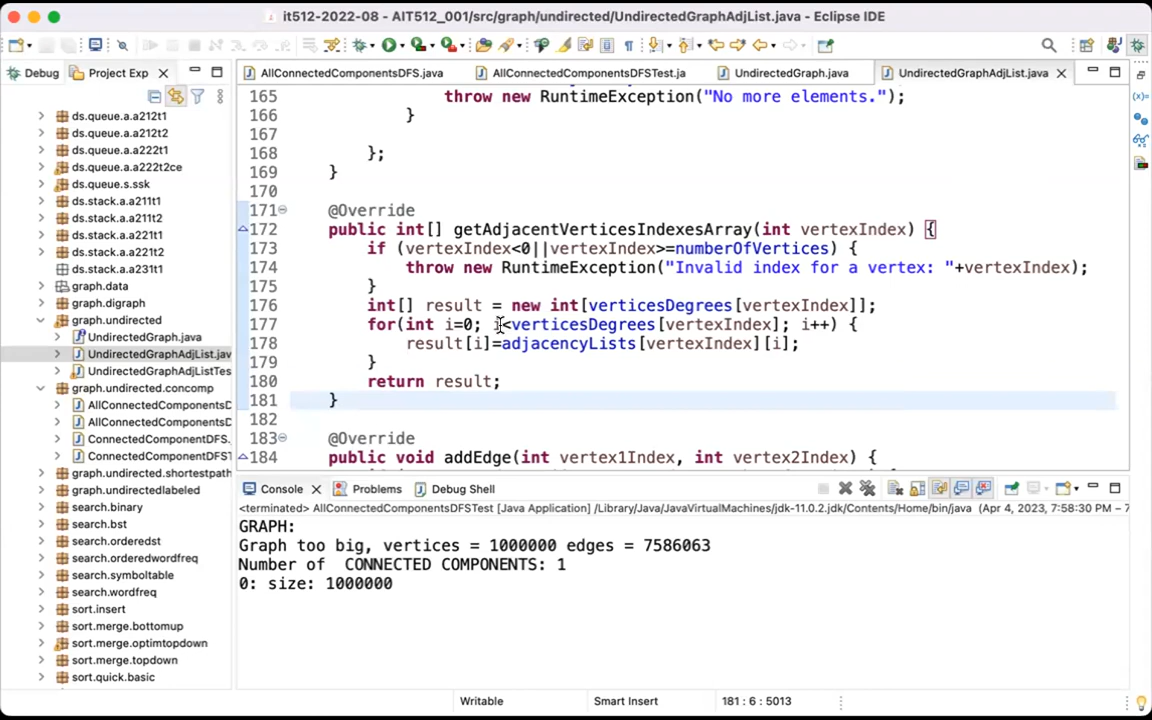 it512-2022-08 - AIT512_001/src/graph/undirected/UndirectedGraphAdjList.java - Eclipse IDE
Debug
Project Exp
AllConnectedComponentsDFS.java
AllConnectedComponentsDFSTest.ja
UndirectedGraph.java
UndirectedGraphAdjList.java
ds.queue.a.a212t1
ds.queue.a.a212t2
ds.queue.a.a222t1
ds.queue.a.a222t2ce
ds.queue.s.ssk
ds.stack.a.a211t1
ds.stack.a.a211t2
ds.stack.a.a221t1
ds.stack.a.a221t2
ds.stack.a.a231t1
graph.data
graph.digraph
graph.undirected
UndirectedGraph.java
UndirectedGraphAdjList.jav
UndirectedGraphAdjListTes
graph.undirected.concomp
AllConnectedComponentsD
AllConnectedComponentsD
ConnectedComponentDFS.
ConnectedComponentDFST
graph.undirected.shortestpath
graph.undirectedlabeled
search.binary
search.bst
search.orderedst
search.orderedwordfreq
search.symboltable
search.wordfreq
sort.insert
sort.merge.bottomup
sort.merge.optimtopdown
sort.merge.topdown
sort.quick.basic
165 throw new RuntimeException("No more elements.");
166 }
167
168 };
169 }
170
171 @Override
172 public int[] getAdjacentVerticesIndexesArray(int vertexIndex) {
173 if (vertexIndex<0||vertexIndex>=numberOfVertices) {
174 throw new RuntimeException("Invalid index for a vertex: "+vertexIndex);
175 }
176 int[] result = new int[verticesDegrees[vertexIndex]];
177 for(int i=0; i<verticesDegrees[vertexIndex]; i++) {
178 result[i]=adjacencyLists[vertexIndex][i];
179 }
180 return result;
181 }
182
183 @Override
184 public void addEdge(int vertex1Index, int vertex2Index) {
Console
Problems
Debug Shell
<terminated> AllConnectedComponentsDFSTest [Java Application] /Library/Java/JavaVirtualMachines/jdk-11.0.2.jdk/Contents/Home/bin/java (Apr 4, 2023, 7:58:30 PM – 7
GRAPH:
Graph too big, vertices = 1000000 edges = 7586063
Number of  CONNECTED COMPONENTS: 1
0: size: 1000000
Writable
Smart Insert
181 : 6 : 5013